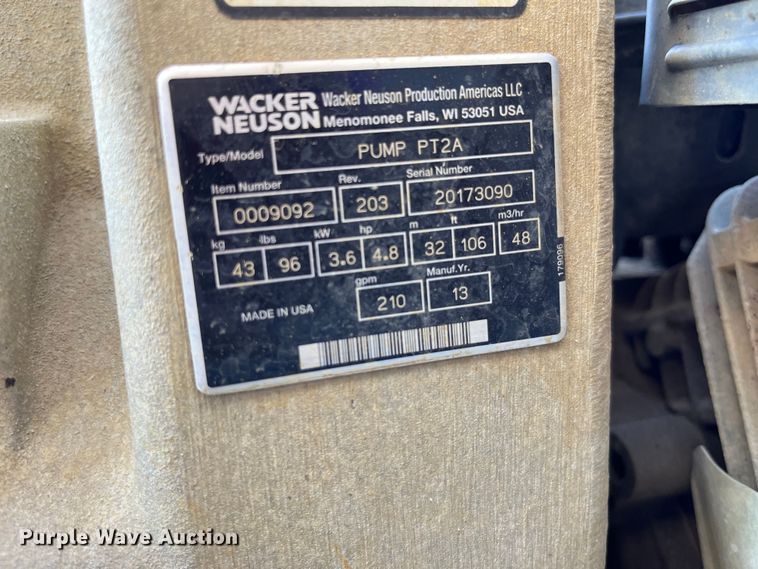 WACKER NEUSON Wacker Neuson Production Americas LLC
Menomonee Falls, WI 53051 USA
Type/Model PUMP PT2A
Item Number Rev. Serial Number
0009092 203 20173090
kg lbs kW hp m ft m3/hr
43 96 3.6 4.8 32 106 48
gpm Manuf.Yr.
MADE IN USA 210 13
179096
Purple Wave Auction